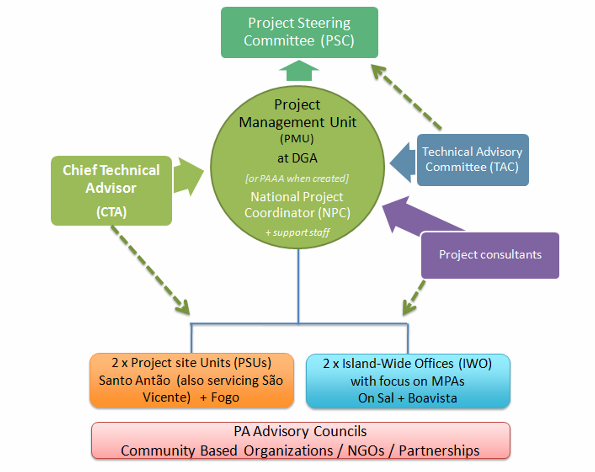 Project Steering
Committee (PSC)
Project
Management Unit
(PMU)
at DGA
[or PAAA when created]
National Project
Coordinator (NPC)
+ support staff
Chief Technical
Advisor
(CTA)
Technical Advisory
Committee (TAC)
Project consultants
2 x Project site Units (PSUs)
Santo Antão (also servicing São
Vicente) + Fogo
2 x Island-Wide Offices (IWO)
with focus on MPAs
On Sal + Boavista
PA Advisory Councils
Community Based Organizations / NGOs / Partnerships